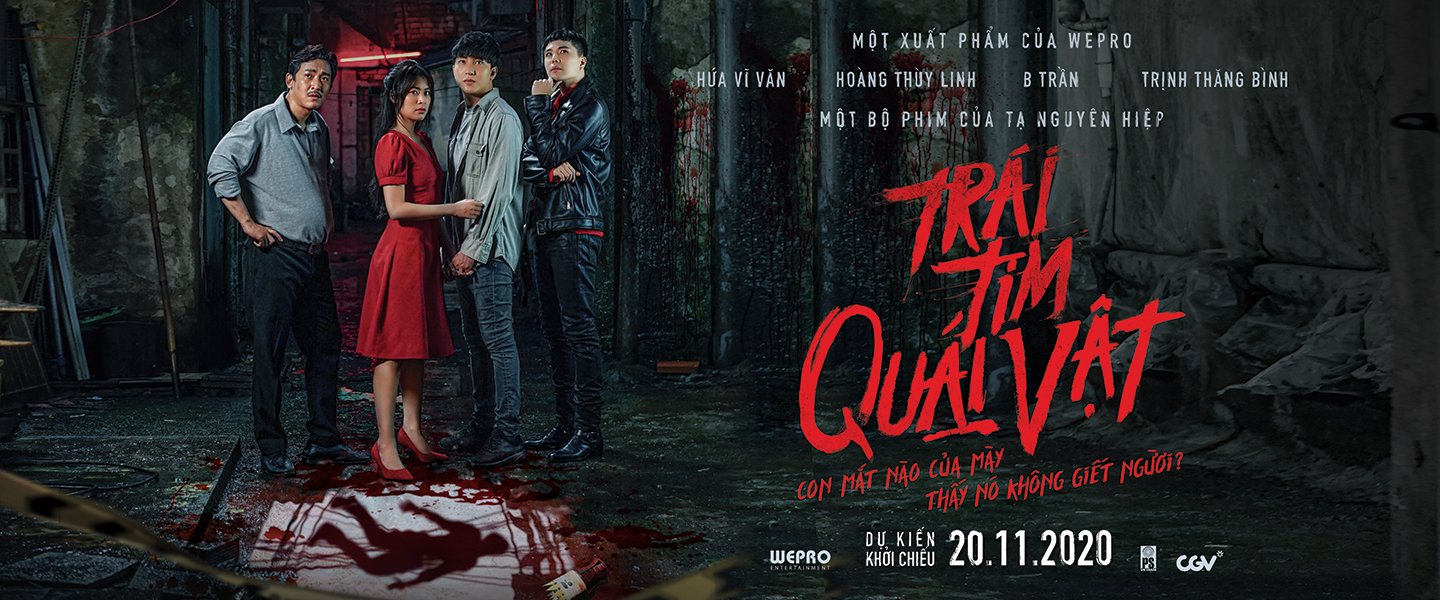 MỘT XUẤT PHẨM CỦA WEPRO
HỨA VĨ VĂN HOÀNG THÙY LINH B TRẦN TRỊNH THĂNG BÌNH
MỘT BỘ PHIM CỦA TẠ NGUYÊN HIỆP
TRÁI
TIM
QUÁI VẬT
CON MẮT NÀO CỦA MÀY
THẤY NÓ KHÔNG GIẾT NGƯỜI?
WEPRO
ENTERTAINMENT
DỰ KIẾN
KHỞI CHIẾU
20.11.2020
PS
CGV